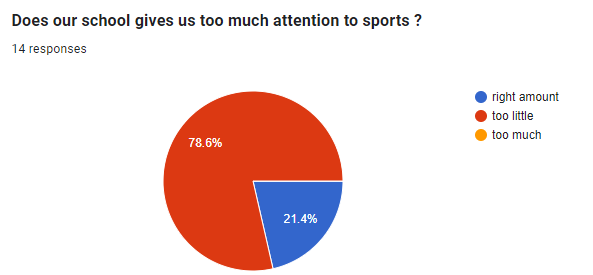 Does our school gives us too much attention to sports ?
14 responses
right amount
too little
too much
78.6%
21.4%